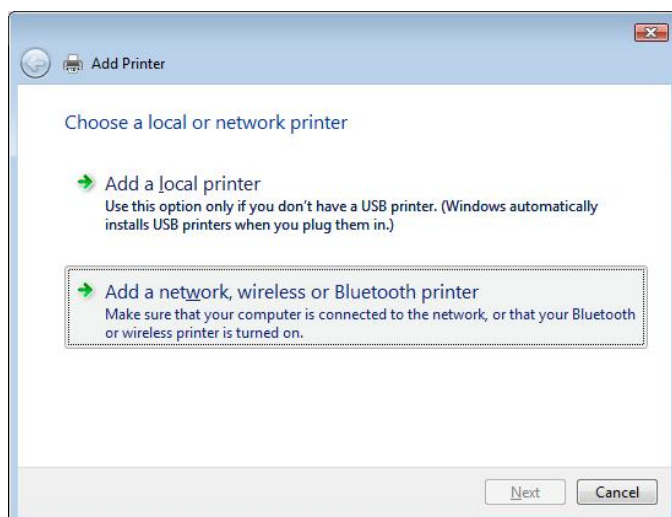 Add Printer
Choose a local or network printer
Add a local printer
Use this option only if you don't have a USB printer. (Windows automatically
installs USB printers when you plug them in.)
Add a network, wireless or Bluetooth printer
Make sure that your computer is connected to the network, or that your Bluetooth
or wireless printer is turned on.
Next
Cancel